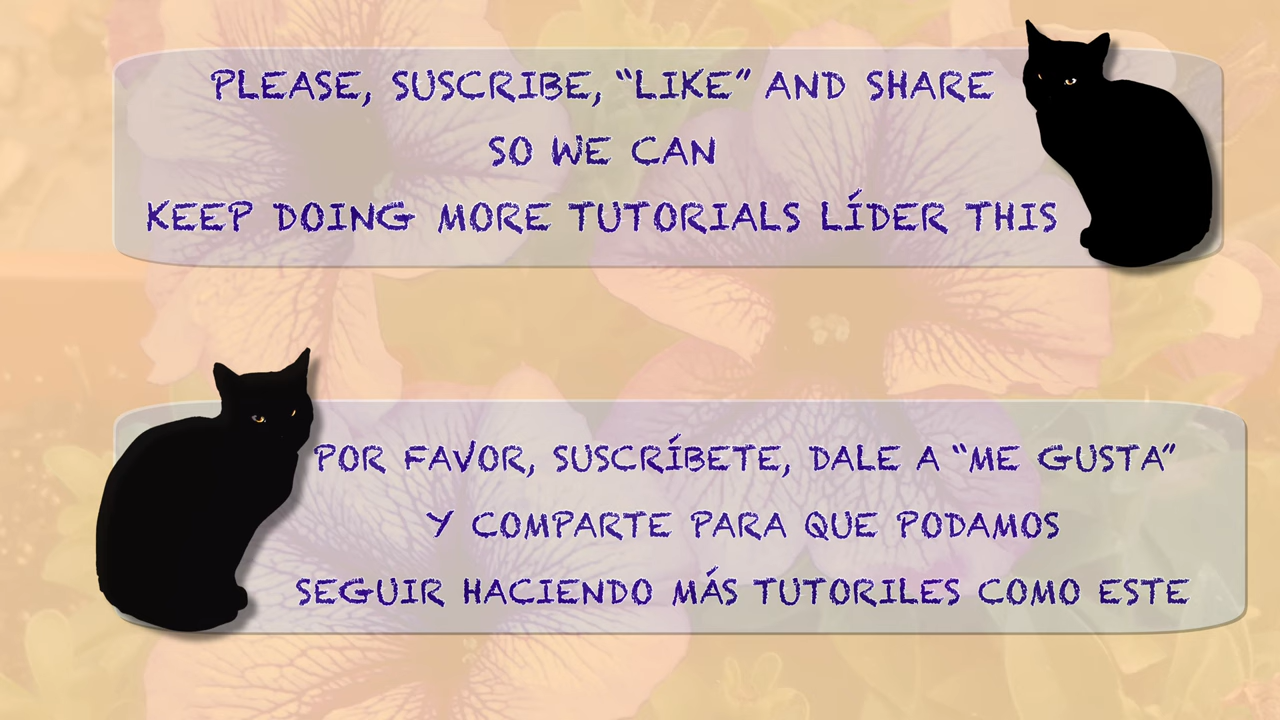 PLEASE, SUSCRIBE, “LIKE” AND SHARE
SO WE CAN
KEEP DOING MORE TUTORIALS LÍDER THIS
POR FAVOR, SUSCRÍBETE, DALE A “ME GUSTA”
Y COMPARTE PARA QUE PODAMOS
SEGUIR HACIENDO MÁS TUTORILES COMO ESTE